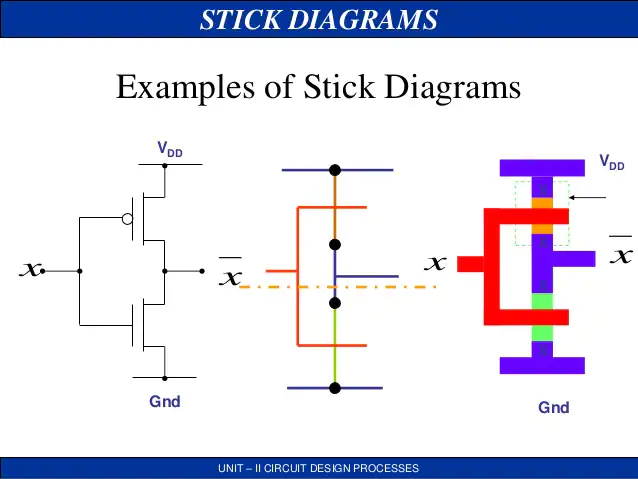 STICK DIAGRAMS
Examples of Stick Diagrams
VDD
VDD
x
x̅
x
x̅
Gnd
Gnd
UNIT – II CIRCUIT DESIGN PROCESSES